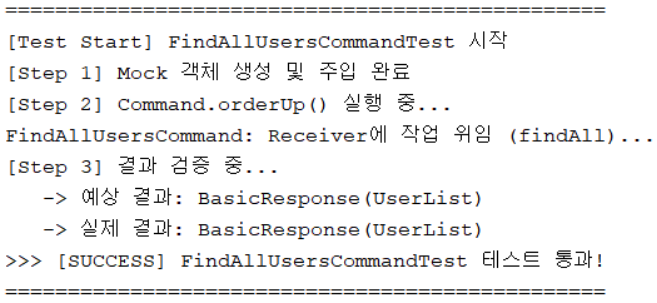 ==================================================
[Test Start] FindAllUsersCommandTest 시작
[Step 1] Mock 객체 생성 및 주입 완료
[Step 2] Command.orderUp() 실행 중...
FindAllUsersCommand: Receiver에 작업 위임 (findAll)...
[Step 3] 결과 검증 중...
   -> 예상 결과: BasicResponse(UserList)
   -> 실제 결과: BasicResponse(UserList)
>>> [SUCCESS] FindAllUsersCommandTest 테스트 통과!
==================================================